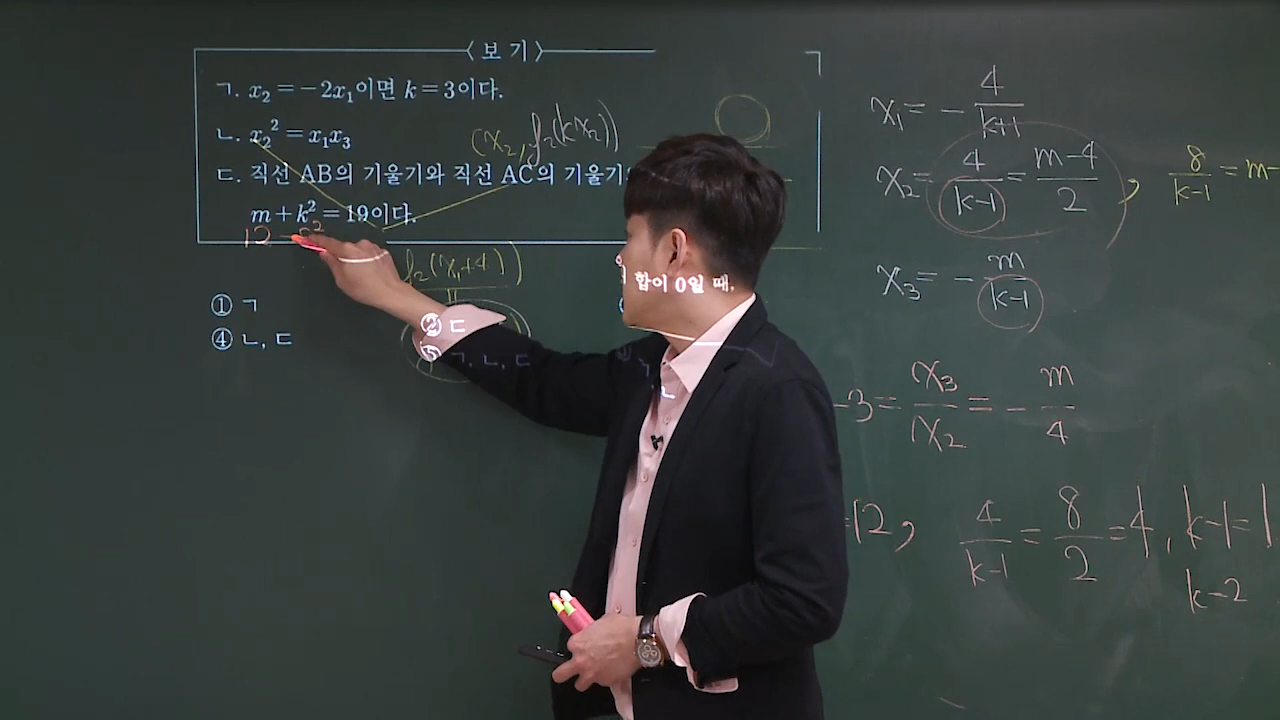 〈보 기〉
ㄱ. x₂ = −2x₁이면 k = 3이다.
ㄴ. x₂² = x₁x₃
(x₂, f₂(kx₂))
ㄷ. 직선 AB의 기울기와 직선 AC의 기울기
합이 0일 때,
m + k² = 19이다.
12
f₂(x₁+4))
① ㄱ
② ㄷ
④ ㄴ, ㄷ
⑤ ㄱ, ㄴ, ㄷ
x₁ = − 4/(k+1)
x₂ = 4/(k-1) = (m-4)/2, 8/(k-1) = m-
x₃ = − m/(k-1)
-3 = x₃/x₂ = − m/4
=12, 4/(k-1) = 8/2 = 4, k-1=1
k=2